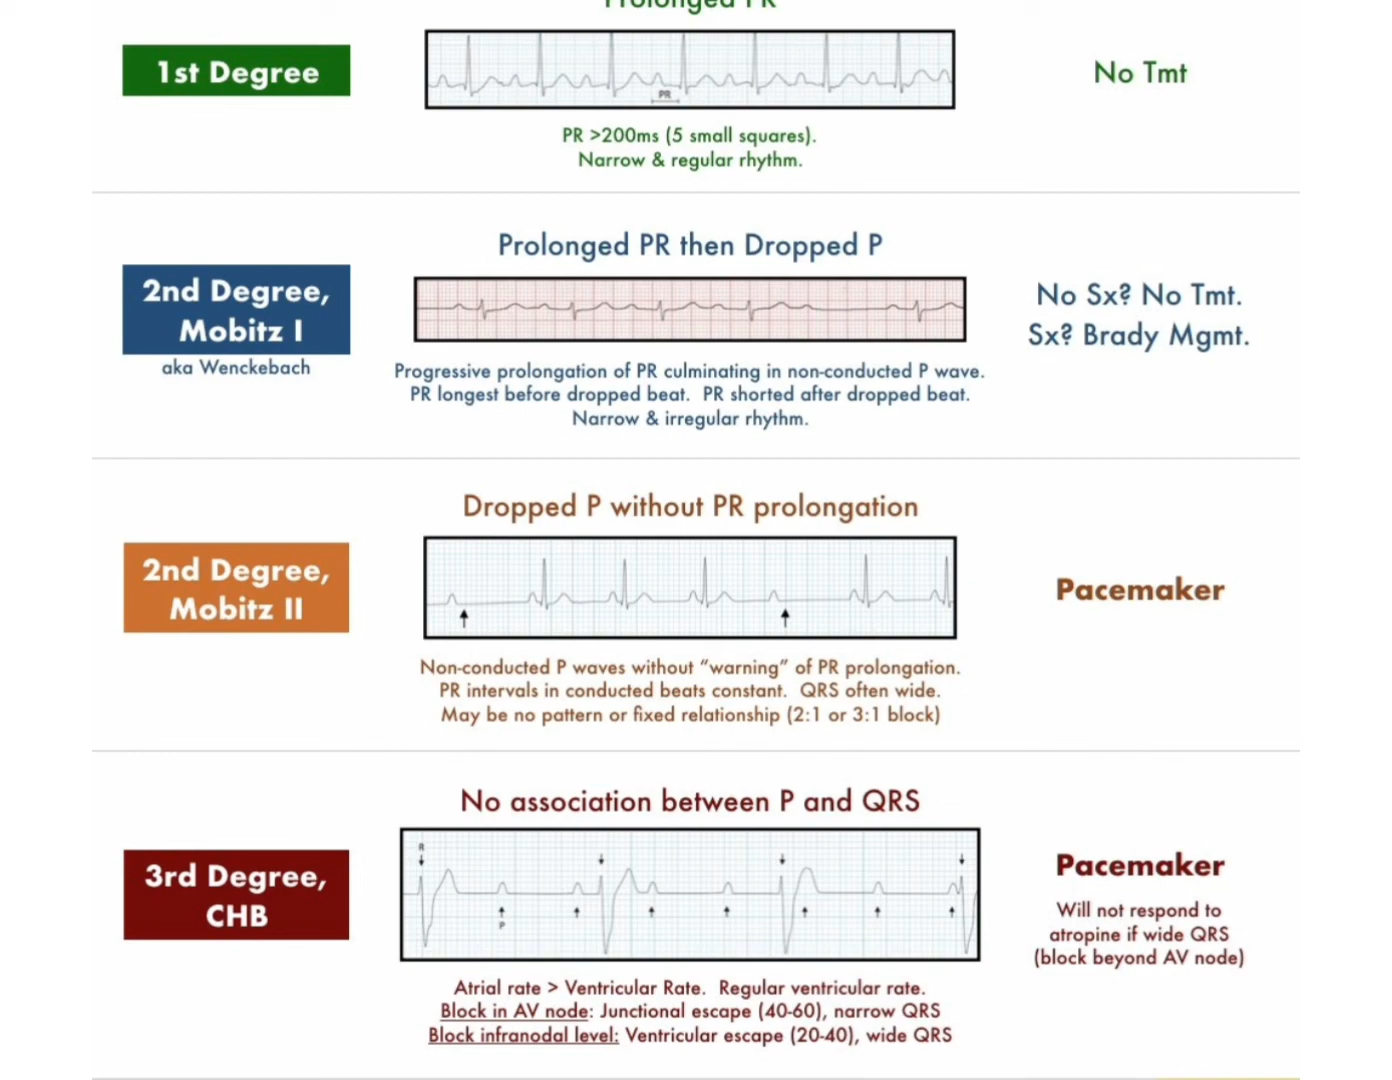 Prolonged PR
1st Degree
PR
No Tmt
PR >200ms (5 small squares).
Narrow & regular rhythm.
Prolonged PR then Dropped P
2nd Degree,
Mobitz I
aka Wenckebach
No Sx? No Tmt.
Sx? Brady Mgmt.
Progressive prolongation of PR culminating in non-conducted P wave.
PR longest before dropped beat. PR shorted after dropped beat.
Narrow & irregular rhythm.
Dropped P without PR prolongation
2nd Degree,
Mobitz II
Pacemaker
Non-conducted P waves without “warning” of PR prolongation.
PR intervals in conducted beats constant. QRS often wide.
May be no pattern or fixed relationship (2:1 or 3:1 block)
No association between P and QRS
3rd Degree,
CHB
R
P
Pacemaker
Will not respond to
atropine if wide QRS
(block beyond AV node)
Atrial rate > Ventricular Rate. Regular ventricular rate.
Block in AV node: Junctional escape (40-60), narrow QRS
Block infranodal level: Ventricular escape (20-40), wide QRS